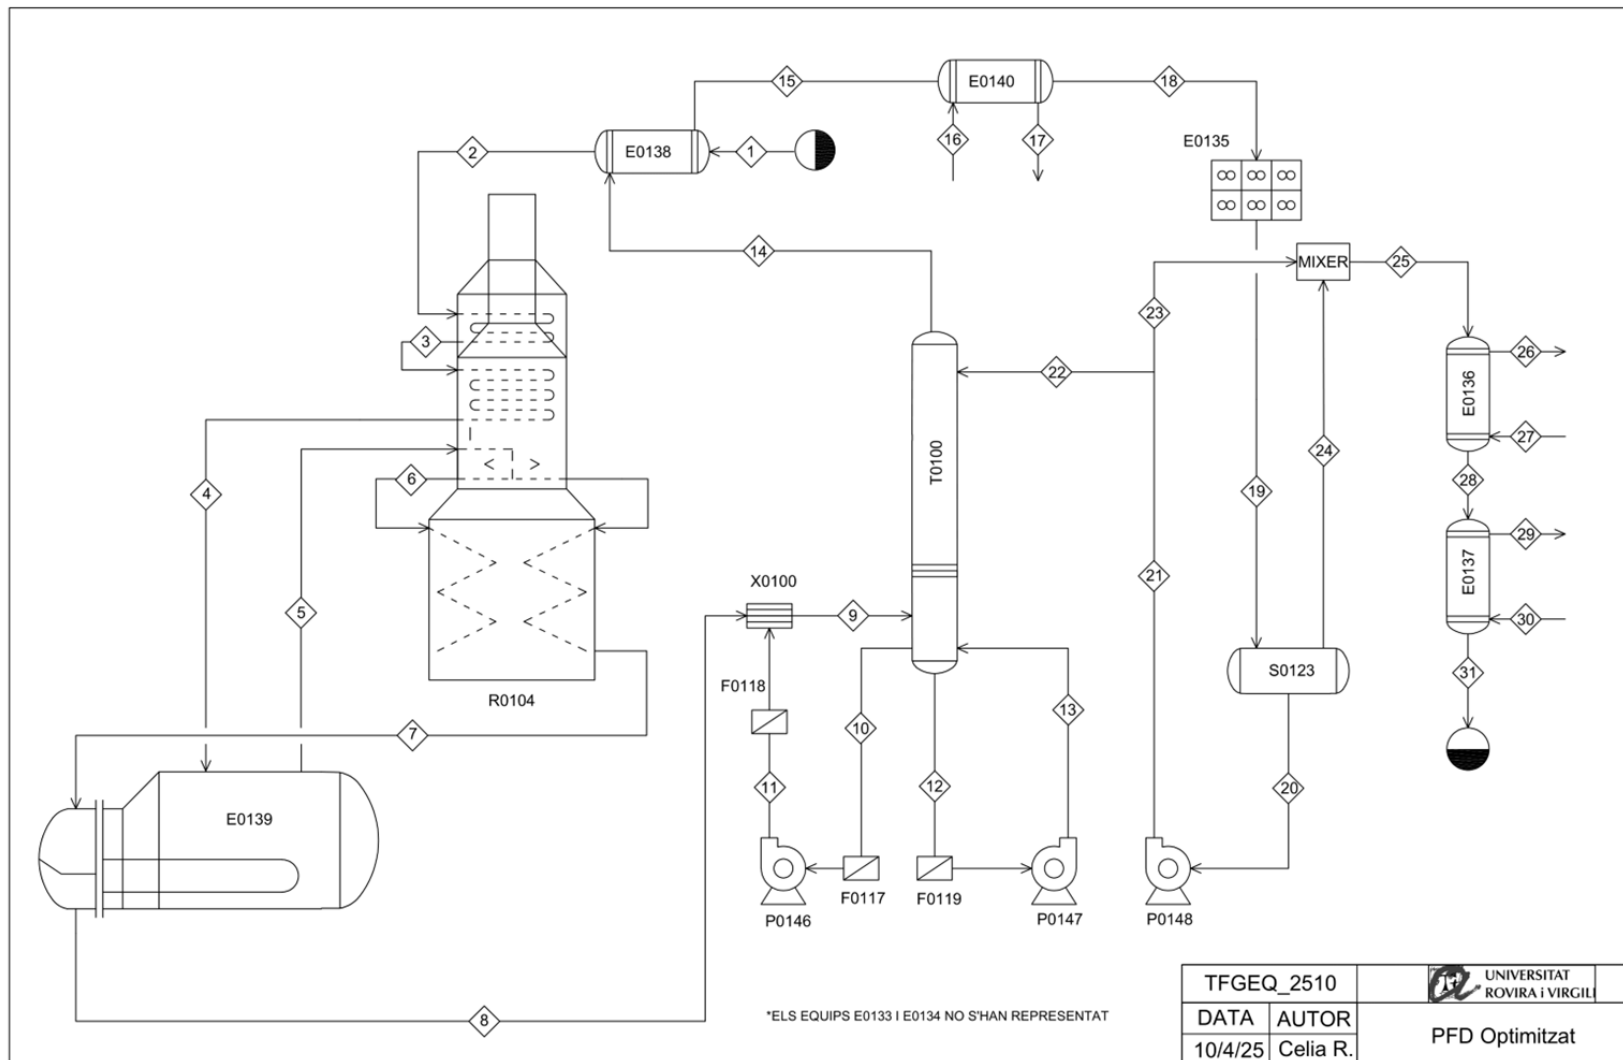 15
E0140
18
16
17
E0135
2
E0138
1
14
MIXER
25
23
3
22
26
E0136
27
T0100
24
28
6
4
19
29
E0137
30
21
X0100
9
5
S0123
31
F0118
R0104
13
10
7
11
12
20
E0139
F0117
F0119
P0146
P0147
P0148
8
*ELS EQUIPS E0133 I E0134 NO S'HAN REPRESENTAT
TFGEQ_2510
UNIVERSITAT
ROVIRA i VIRGILI
DATA
AUTOR
PFD Optimitzat
10/4/25
Celia R.